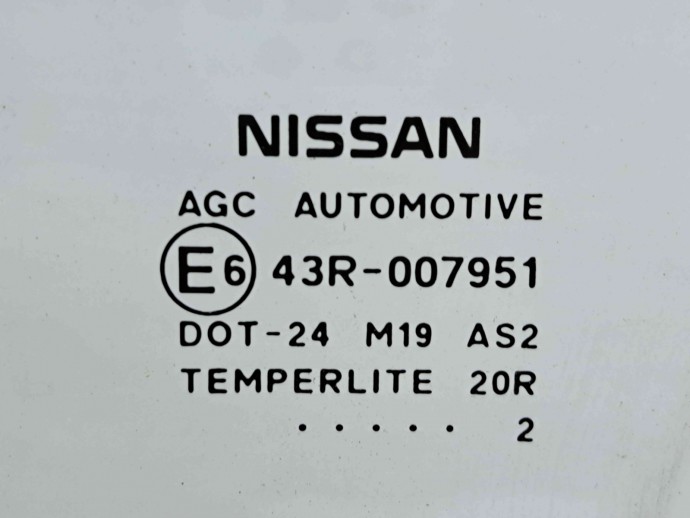 NISSAN
AGC AUTOMOTIVE
E6 43R-007951
DOT-24 M19 AS2
TEMPERLITE 20R
. . . . . 2